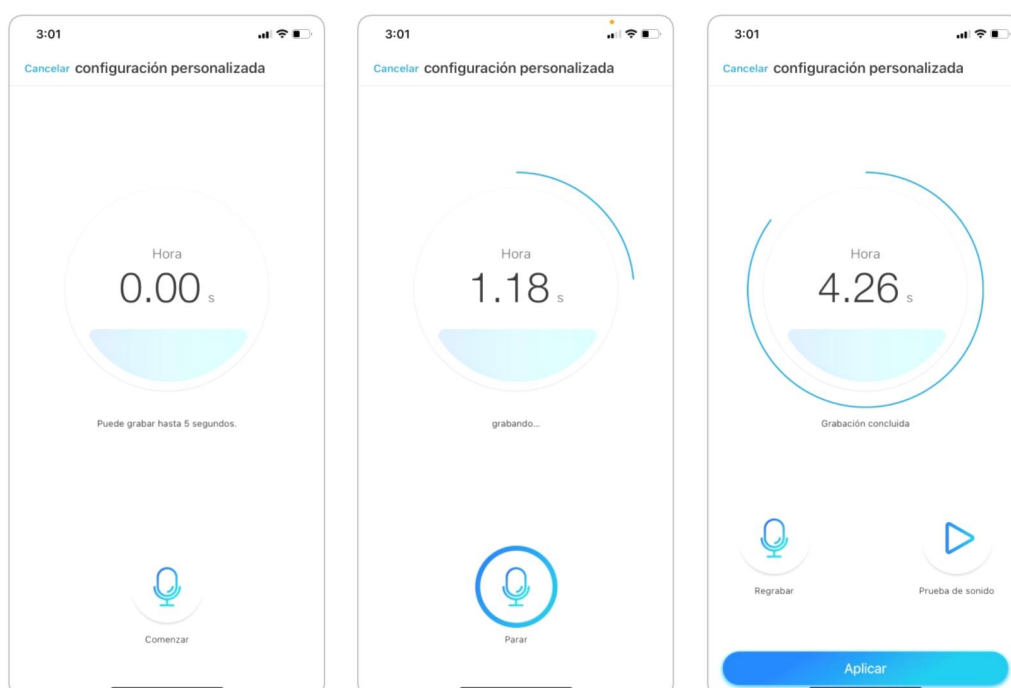 3:01
Cancelar configuración personalizada
Hora
0.00 s
Puede grabar hasta 5 segundos.
Comenzar
3:01
Cancelar configuración personalizada
Hora
1.18 s
grabando...
Parar
3:01
Cancelar configuración personalizada
Hora
4.26 s
Grabación concluida
Regrabar
Prueba de sonido
Aplicar